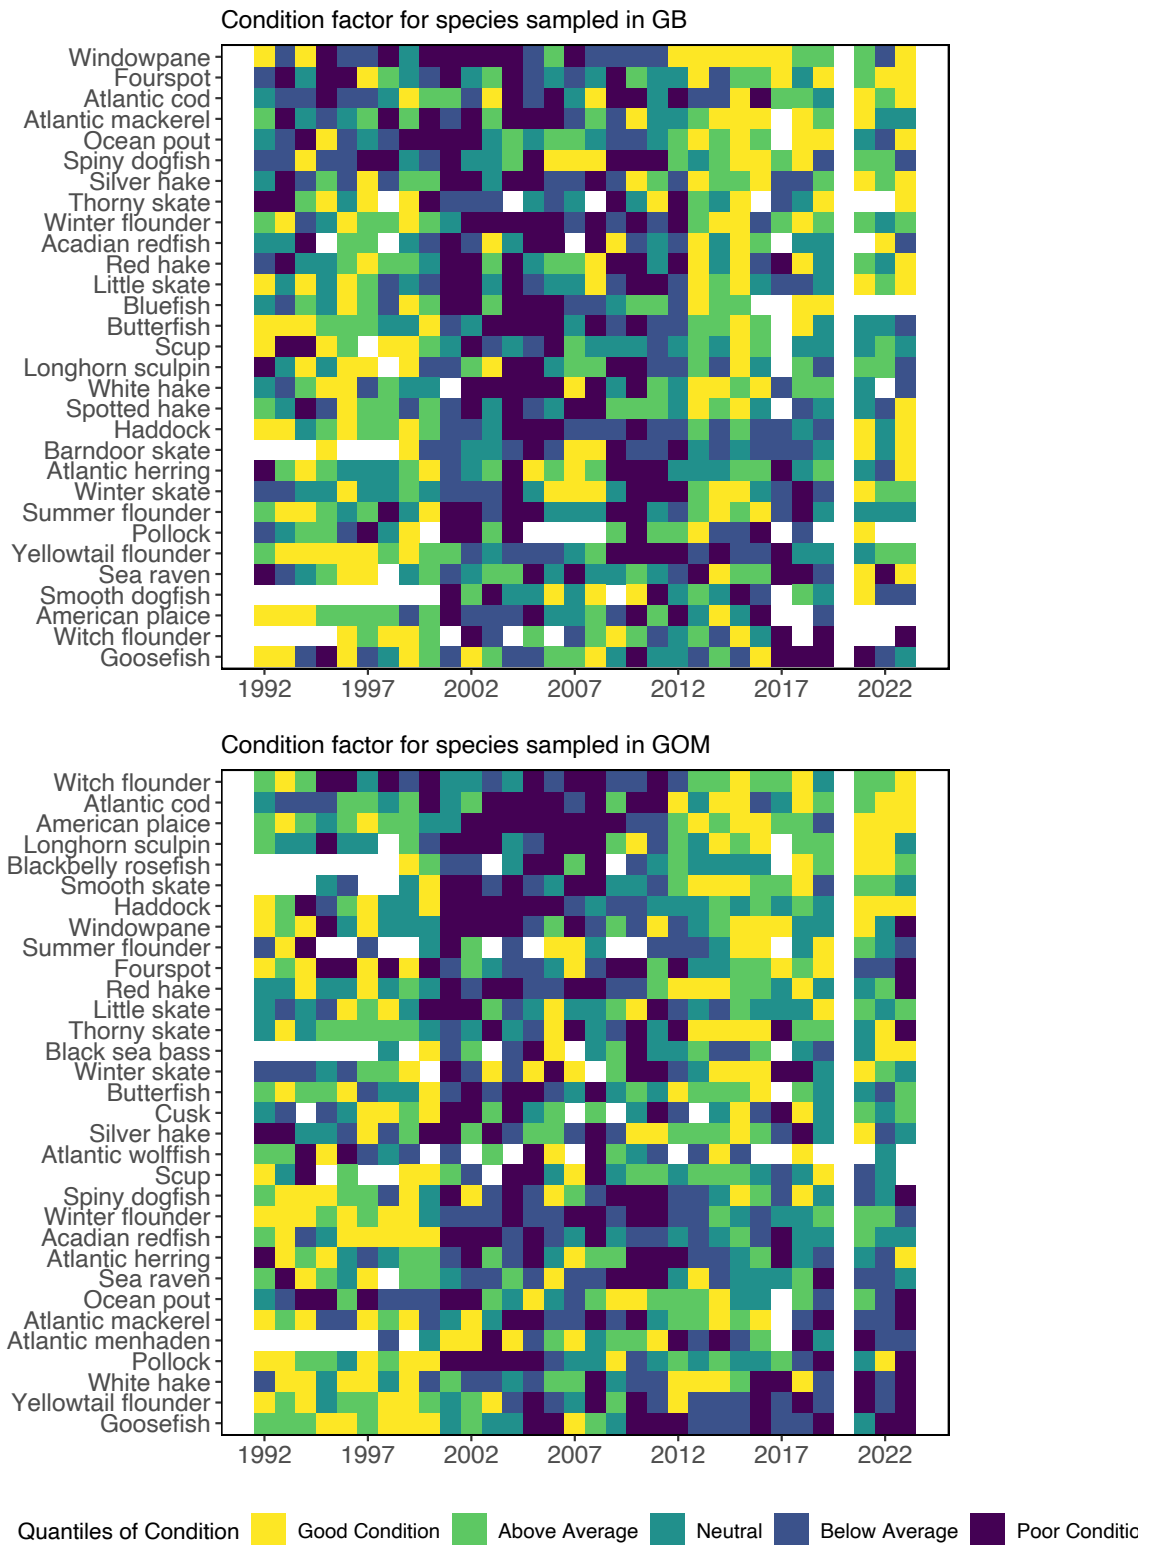 Condition factor for species sampled in GB
Windowpane
Fourspot
Atlantic cod
Atlantic mackerel
Ocean pout
Spiny dogfish
Silver hake
Thorny skate
Winter flounder
Acadian redfish
Red hake
Little skate
Bluefish
Butterfish
Scup
Longhorn sculpin
White hake
Spotted hake
Haddock
Barndoor skate
Atlantic herring
Winter skate
Summer flounder
Pollock
Yellowtail flounder
Sea raven
Smooth dogfish
American plaice
Witch flounder
Goosefish
1992 1997 2002 2007 2012 2017 2022
Condition factor for species sampled in GOM
Witch flounder
Atlantic cod
American plaice
Longhorn sculpin
Blackbelly rosefish
Smooth skate
Haddock
Windowpane
Summer flounder
Fourspot
Red hake
Little skate
Thorny skate
Black sea bass
Winter skate
Butterfish
Cusk
Silver hake
Atlantic wolffish
Scup
Spiny dogfish
Winter flounder
Acadian redfish
Atlantic herring
Sea raven
Ocean pout
Atlantic mackerel
Atlantic menhaden
Pollock
White hake
Yellowtail flounder
Goosefish
1992 1997 2002 2007 2012 2017 2022
Quantiles of Condition Good Condition Above Average Neutral Below Average Poor Conditic